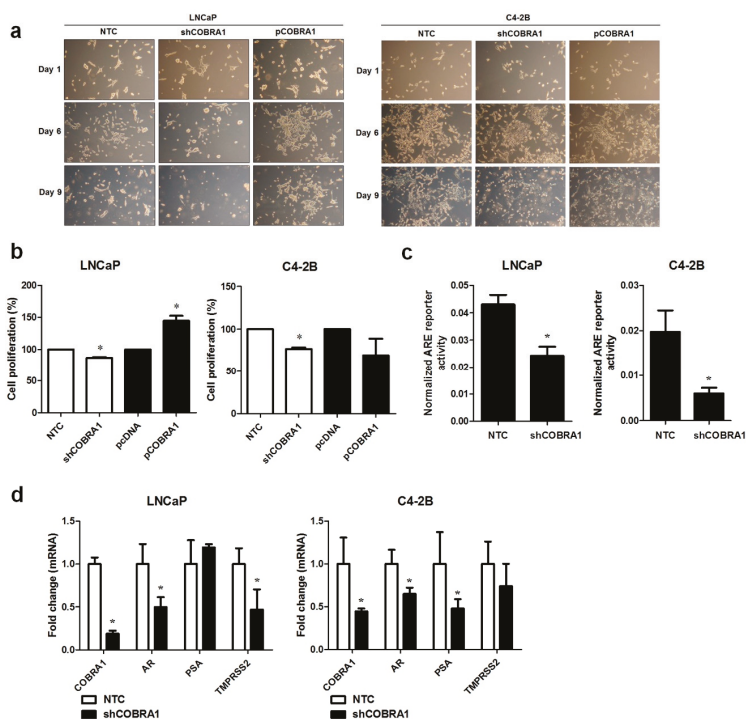 a
LNCaP
NTC shCOBRA1 pCOBRA1
Day 1
Day 6
Day 9
C4-2B
NTC shCOBRA1 pCOBRA1
Day 1
Day 6
Day 9
b
LNCaP
Cell proliferation (%)
150
100
50
0
*
*
NTC shCOBRA1 pcDNA pCOBRA1
C4-2B
Cell proliferation (%)
150
100
50
0
*
NTC shCOBRA1 pcDNA pCOBRA1
c
LNCaP
Normalized ARE reporter
activity
0.05
0.04
0.03
0.02
0.01
0.00
*
NTC shCOBRA1
C4-2B
Normalized ARE reporter
activity
0.03
0.02
0.01
0.00
*
NTC shCOBRA1
d
LNCaP
Fold change (mRNA)
1.5
1.0
0.5
0.0
*
*
*
COBRA1 AR PSA TMPRSS2
NTC
shCOBRA1
C4-2B
Fold change (mRNA)
1.5
1.0
0.5
0.0
*
*
*
COBRA1 AR PSA TMPRSS2
NTC
shCOBRA1